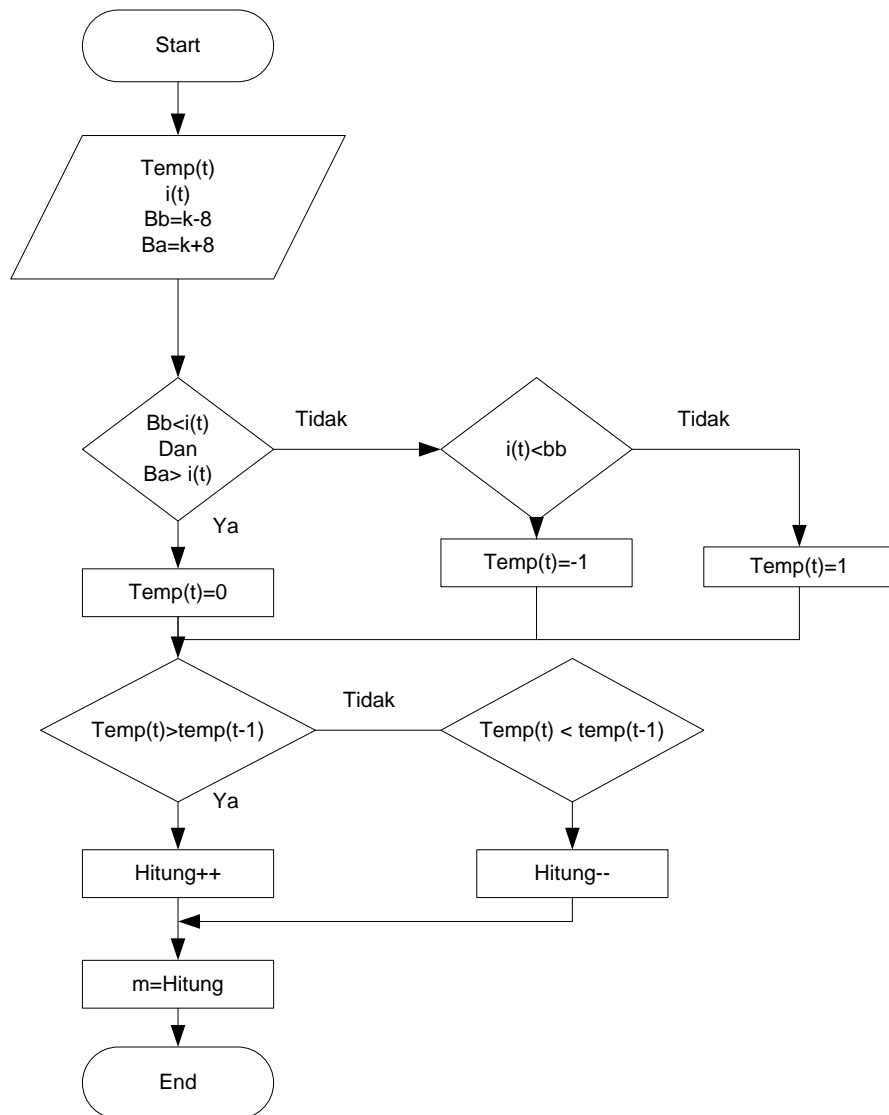 Start
Temp(t)
i(t)
Bb=k-8
Ba=k+8
Bb<i(t)
Dan
Ba> i(t)
Tidak
i(t)<bb
Tidak
Ya
Temp(t)=0
Temp(t)=-1
Temp(t)=1
Temp(t)>temp(t-1)
Tidak
Temp(t) < temp(t-1)
Ya
Hitung++
Hitung--
m=Hitung
End